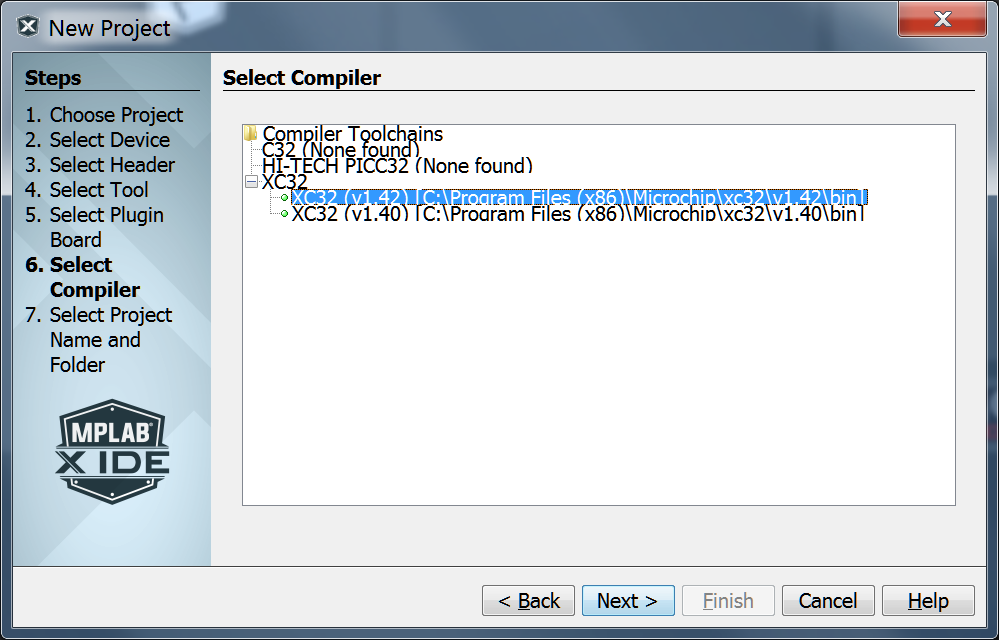 New Project
Steps
1. Choose Project
2. Select Device
3. Select Header
4. Select Tool
5. Select Plugin
Board
6. Select
Compiler
7. Select Project
Name and
Folder
MPLAB®
X IDE
Select Compiler
Compiler Toolchains
C32 (None found)
HI-TECH PICC32 (None found)
XC32
XC32 (v1.42) [C:\Program Files (x86)\Microchip\xc32\v1.42\bin]
XC32 (v1.40) [C:\Program Files (x86)\Microchip\xc32\v1.40\bin]
< Back
Next >
Finish
Cancel
Help